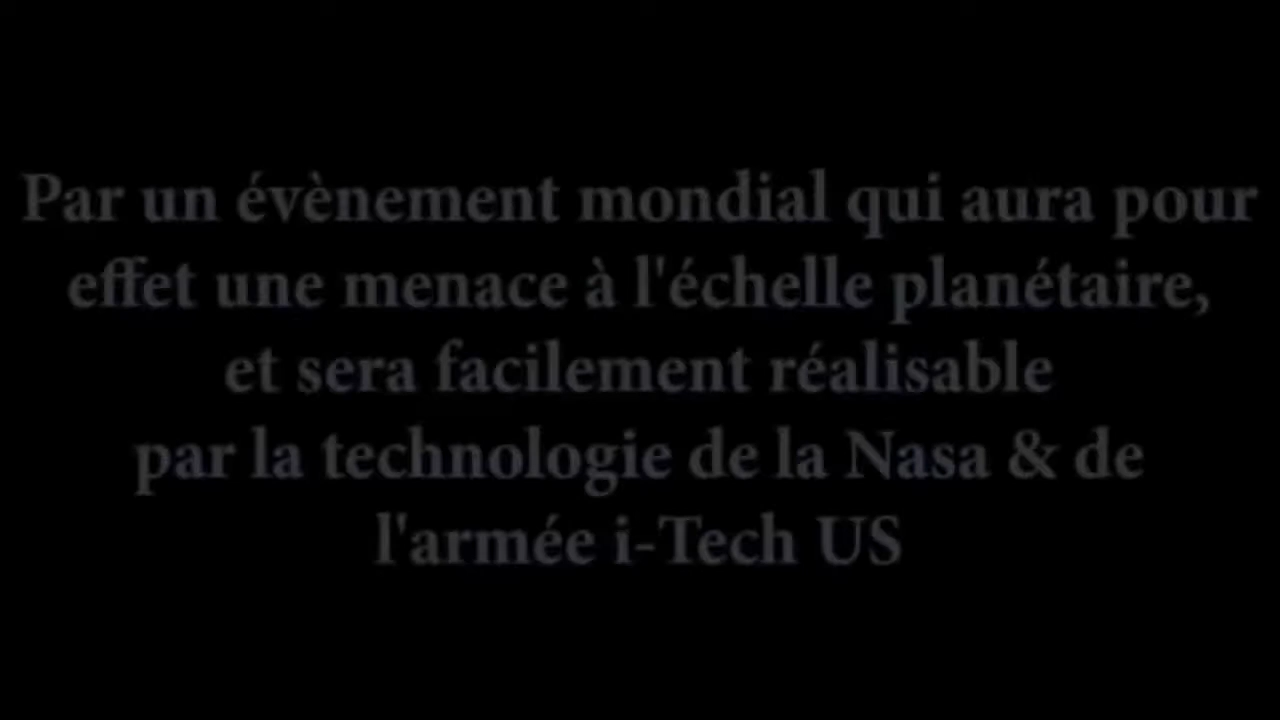 Par un évènement mondial qui aura pour
effet une menace à l'échelle planétaire,
et sera facilement réalisable
par la technologie de la Nasa & de
l'armée i-Tech US